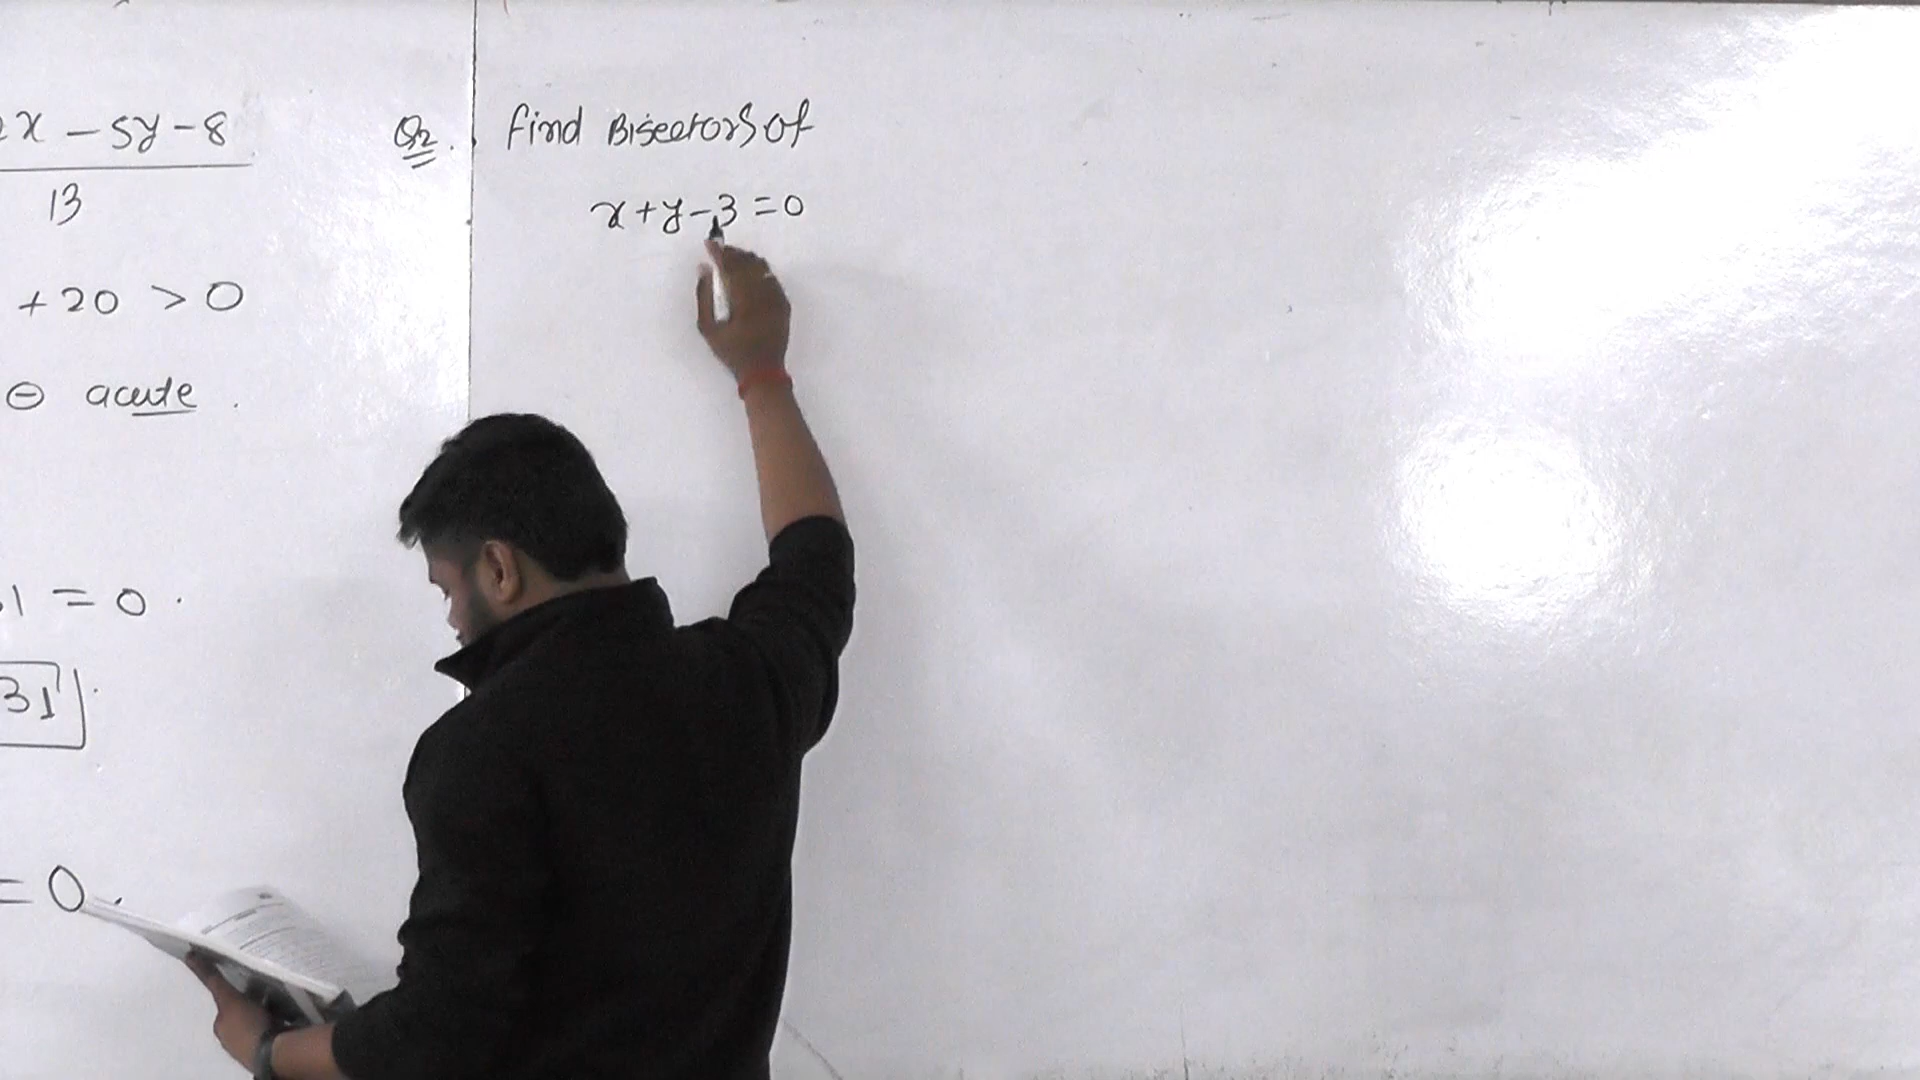 x - 5y - 8
13
+ 20 > 0
θ acute .
1 = 0 .
31
= 0 .
Q2. Find Bisectors of
x + y - 3 = 0